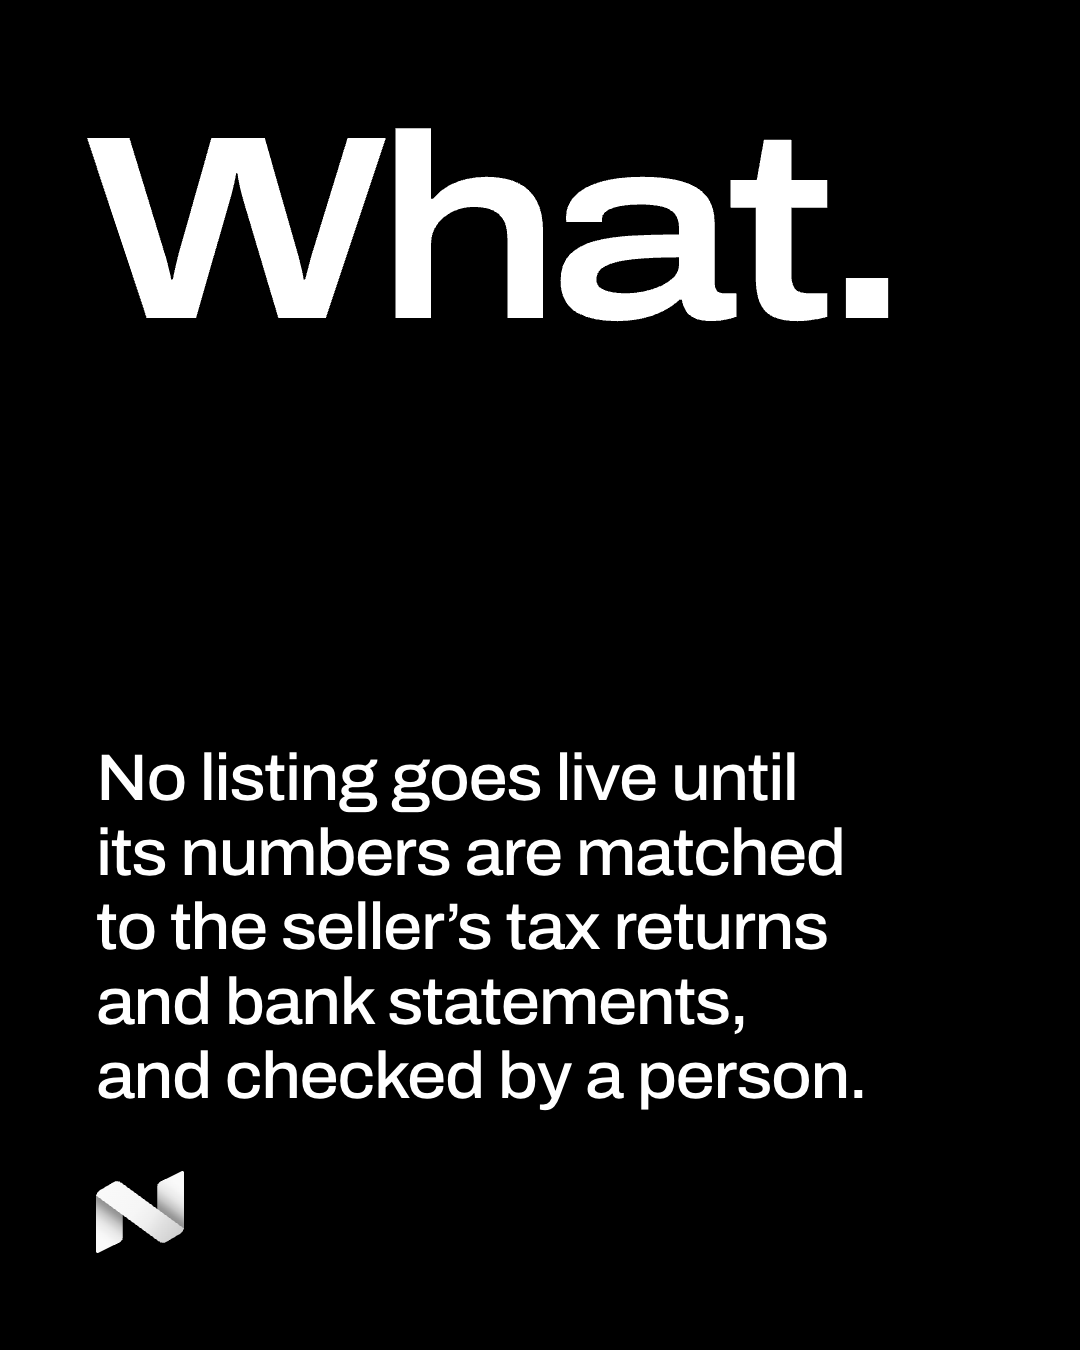 What.
No listing goes live until
its numbers are matched
to the seller’s tax returns
and bank statements,
and checked by a person.